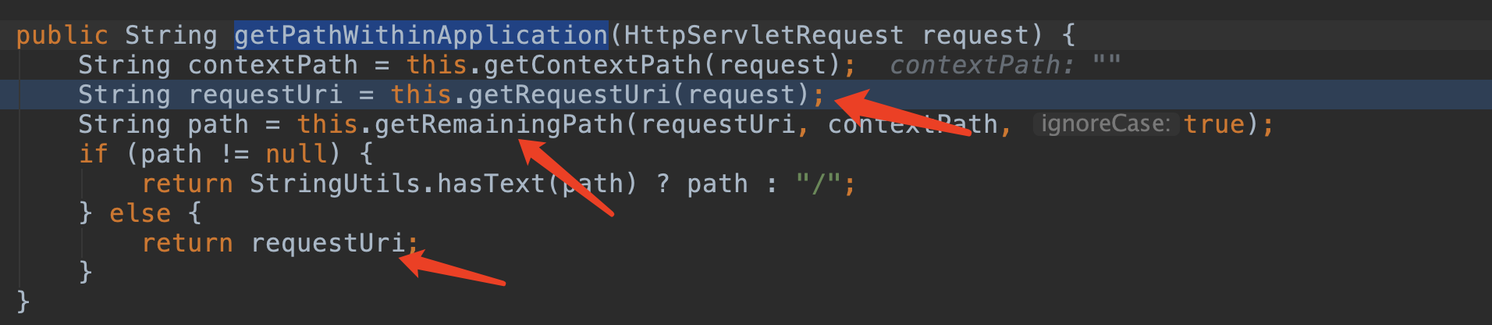 public String getPathWithinApplication(HttpServletRequest request) {
    String contextPath = this.getContextPath(request);  contextPath: ""
    String requestUri = this.getRequestUri(request);
    String path = this.getRemainingPath(requestUri, contextPath, ignoreCase: true);
    if (path != null) {
        return StringUtils.hasText(path) ? path : "/";
    } else {
        return requestUri;
    }
}